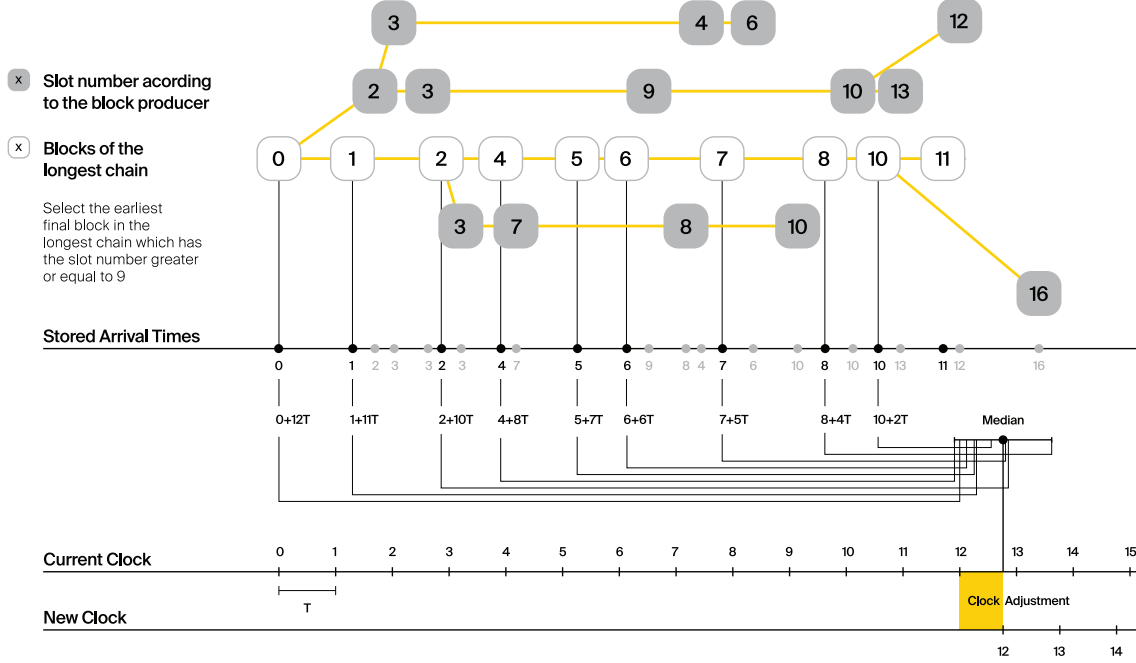 3 4 6
12
x Slot number acording
to the block producer
2 3 9 10 13
x Blocks of the
longest chain
0 1 2 4 5 6 7 8 10 11
Select the earliest
final block in the
longest chain which has
the slot number greater
or equal to 9
3 7 8 10
16
Stored Arrival Times
0 1 2 3 3 2 3 4 7 5 6 9 8 4 7 6 10 8 10 10 13 11 12 16
0+12T 1+11T 2+10T 4+8T 5+7T 6+6T 7+5T 8+4T 10+2T Median
Current Clock 0 1 2 3 4 5 6 7 8 9 10 11 12 13 14 15
T
Clock Adjustment
New Clock
12 13 14